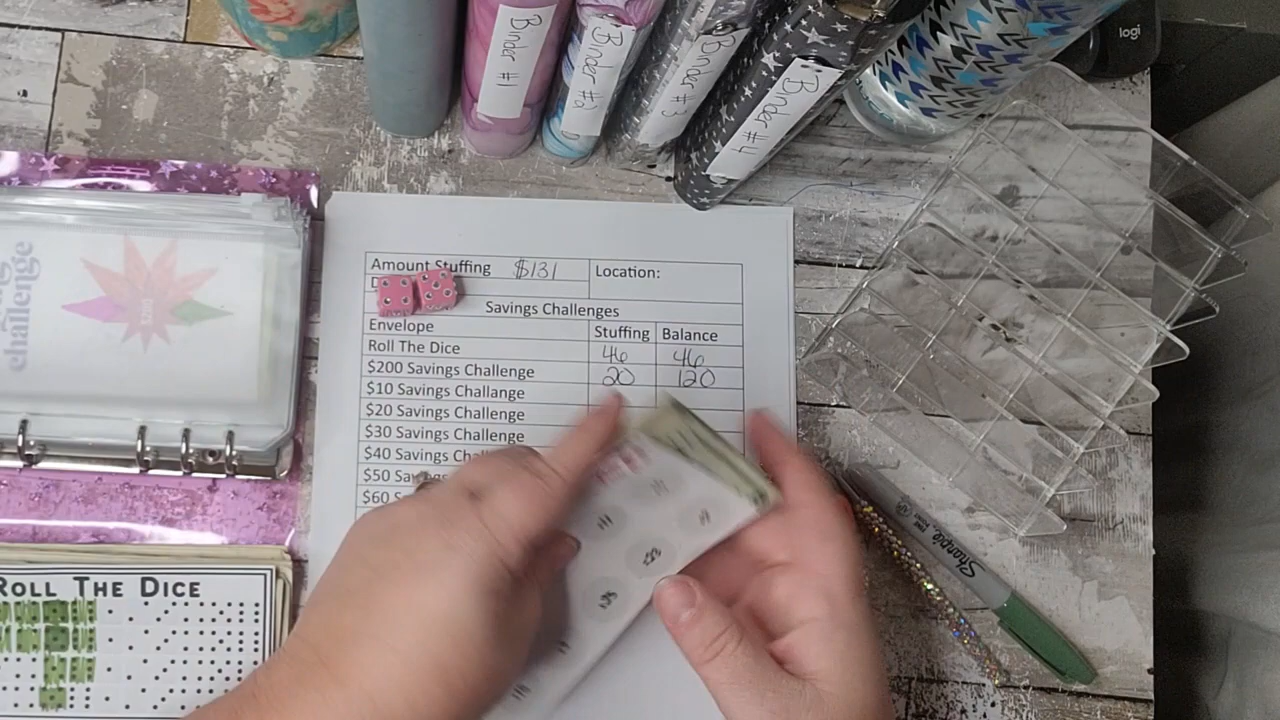 logi
Binder #1
Binder #2
Binder #3
Binder #4
challenge
Amount Stuffing $131 Location:
Savings Challenges
Envelope Stuffing Balance
Roll The Dice 46 46
$200 Savings Challenge 20 120
$10 Savings Challange
$20 Savings Challenge
$30 Savings Challenge
$40 Savings Chall
$50 Sav
$60 S
Sharpie
ROLL THE DICE